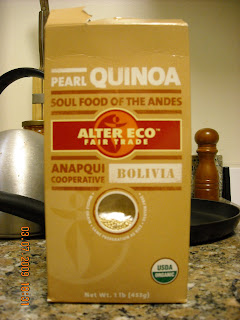 PEARL QUINOA
SOUL FOOD OF THE ANDES
ALTER ECO™
FAIR TRADE
ANAPQUI
COOPERATIVE
BOLIVIA
USDA
ORGANIC
Net Wt. 1 lb (453g)